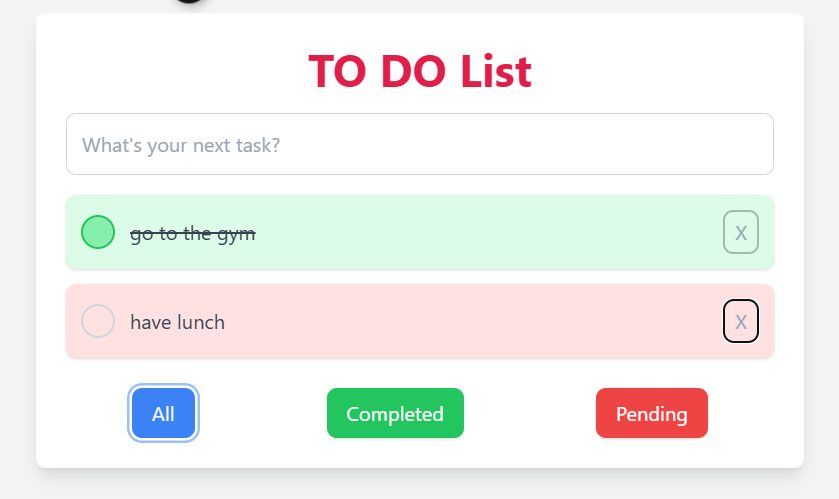 TO DO List
What's your next task?
go to the gym X
have lunch X
All Completed Pending